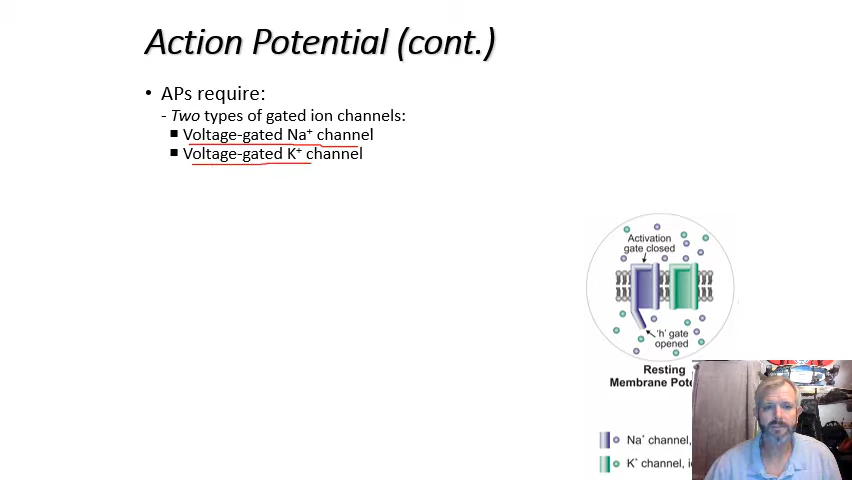 Action Potential (cont.)
• APs require:
- Two types of gated ion channels:
■ Voltage-gated Na⁺ channel
■ Voltage-gated K⁺ channel
Activation
gate closed
'h' gate
opened
Resting
Membrane
Na⁺ channel,
K⁺ channel,